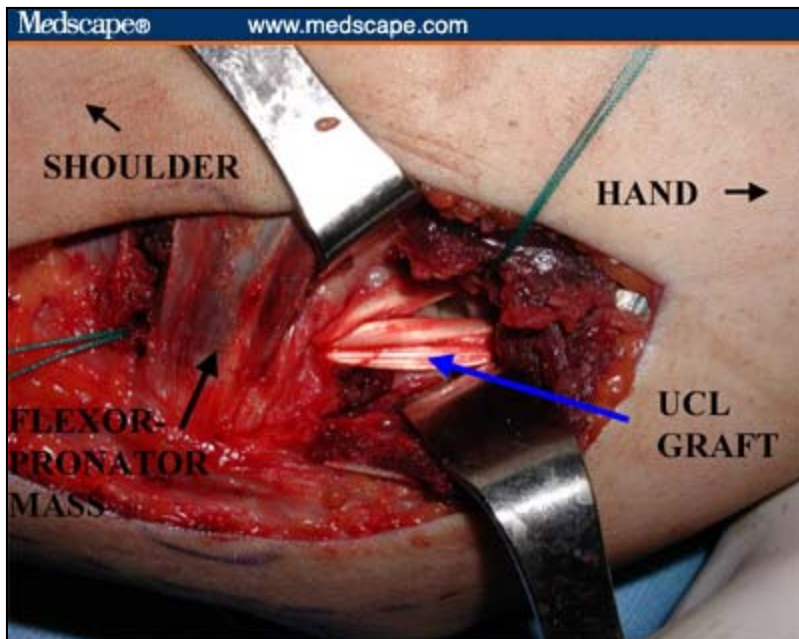 Medscape® www.medscape.com
SHOULDER
HAND
FLEXOR-
PRONATOR
MASS
UCL
GRAFT